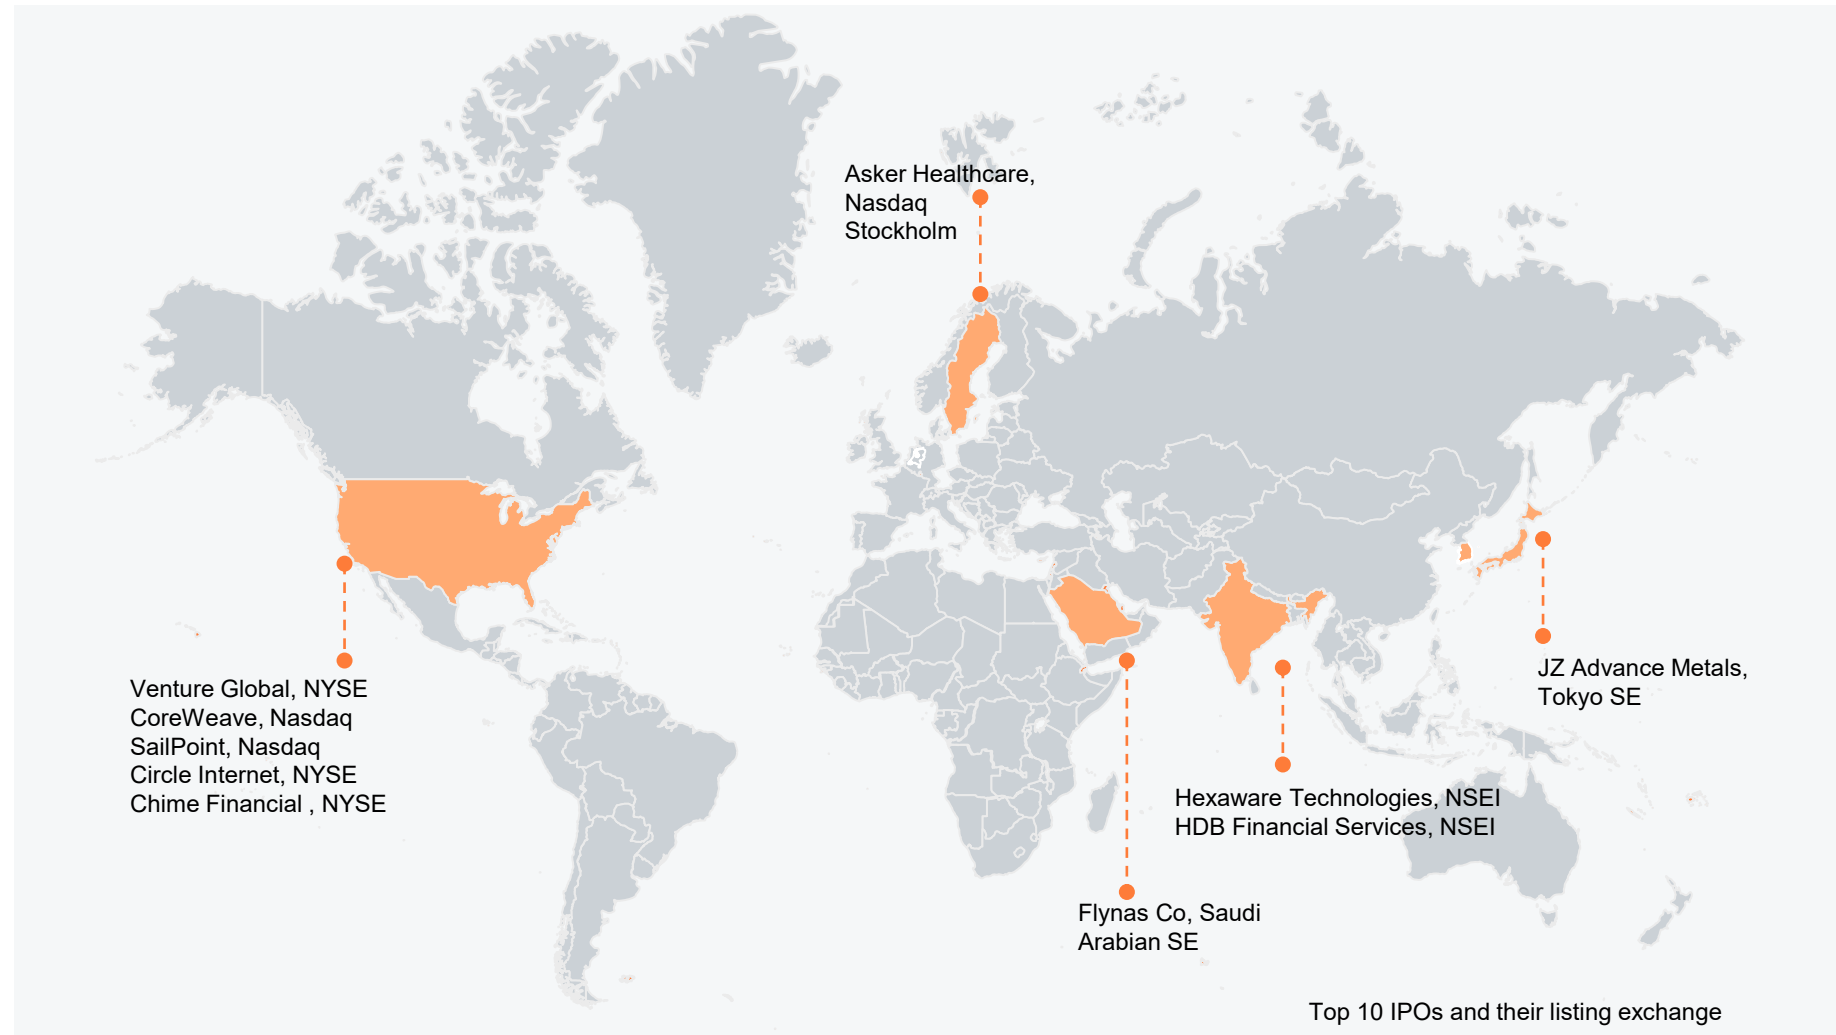 Asker Healthcare,
Nasdaq
Stockholm
Venture Global, NYSE
CoreWeave, Nasdaq
SailPoint, Nasdaq
Circle Internet, NYSE
Chime Financial , NYSE
JZ Advance Metals,
Tokyo SE
Hexaware Technologies, NSEI
HDB Financial Services, NSEI
Flynas Co, Saudi
Arabian SE
Top 10 IPOs and their listing exchange